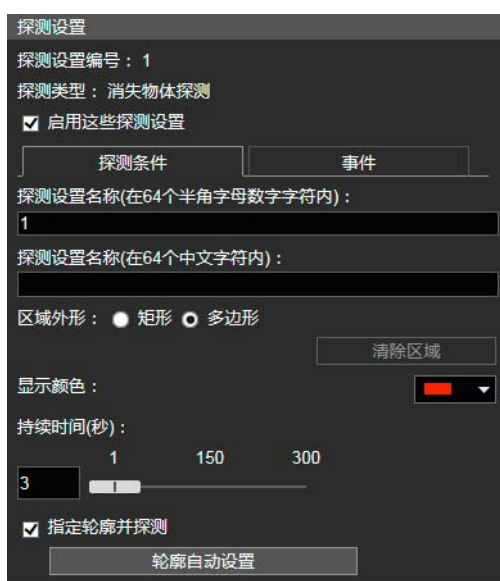 探测设置
探测设置编号：1
探测类型：消失物体探测
启用这些探测设置
探测条件 事件
探测设置名称(在64个半角字母数字字符内)：
1
探测设置名称(在64个中文字符内)：
区域外形： 矩形 多边形
清除区域
显示颜色：
持续时间(秒)：
1 150 300
3
指定轮廓并探测
轮廓自动设置